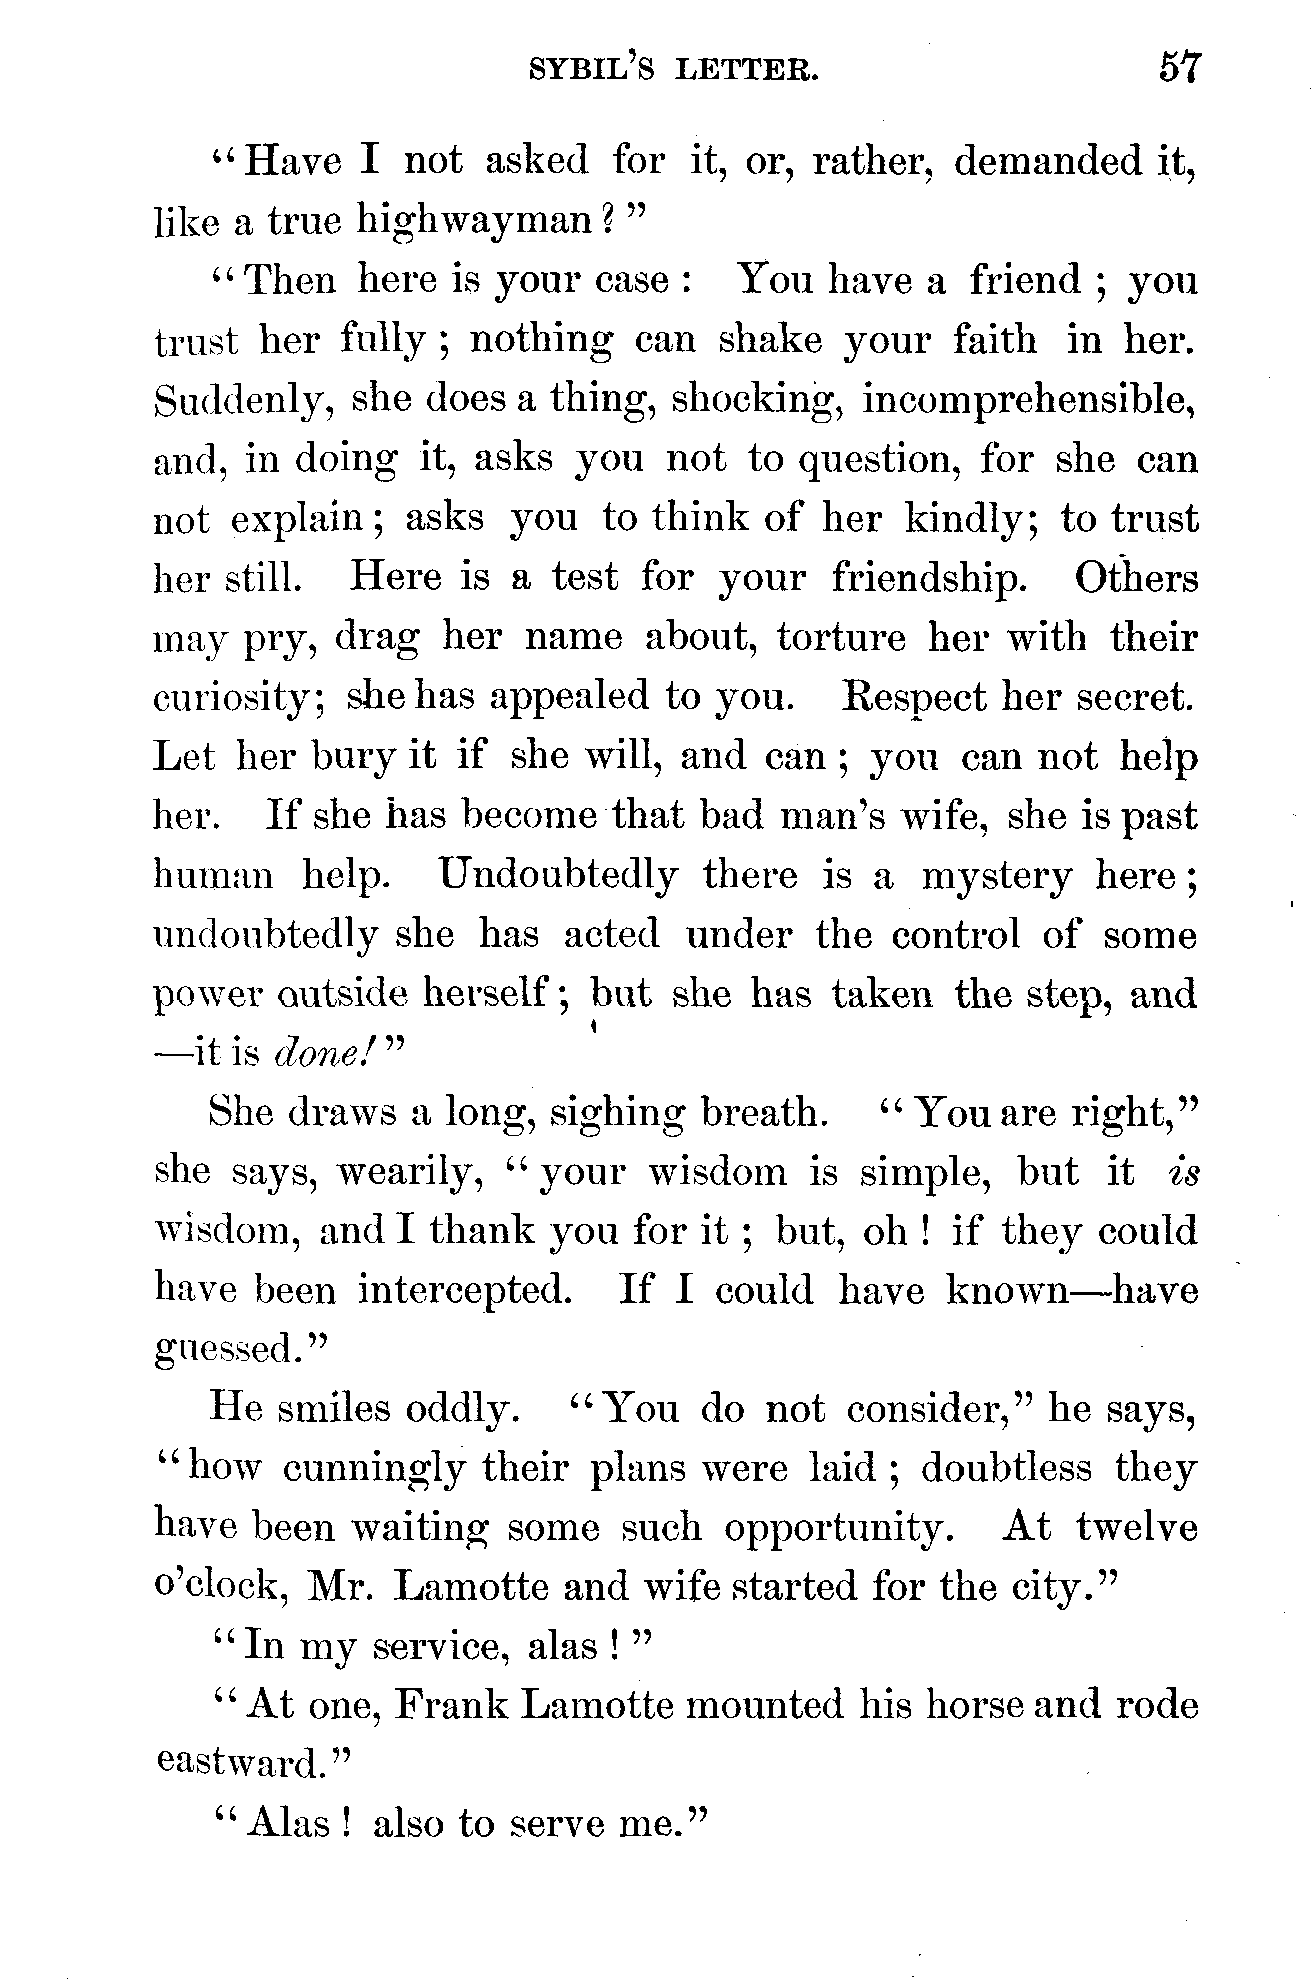 SYBIL'S LETTER. 57
"Have I not asked for it, or, rather, demanded it,
like a true highwayman?"
"Then here is your case: You have a friend; you
trust her fully; nothing can shake your faith in her.
Suddenly, she does a thing, shocking, incomprehensible,
and, in doing it, asks you not to question, for she can
not explain; asks you to think of her kindly; to trust
her still. Here is a test for your friendship. Others
may pry, drag her name about, torture her with their
curiosity; she has appealed to you. Respect her secret.
Let her bury it if she will, and can; you can not help
her. If she has become that bad man's wife, she is past
human help. Undoubtedly there is a mystery here;
undoubtedly she has acted under the control of some
power outside herself; but she has taken the step, and
—it is done!"
She draws a long, sighing breath. "You are right,"
she says, wearily, "your wisdom is simple, but it is
wisdom, and I thank you for it; but, oh! if they could
have been intercepted. If I could have known—have
guessed."
He smiles oddly. "You do not consider," he says,
"how cunningly their plans were laid; doubtless they
have been waiting some such opportunity. At twelve
o'clock, Mr. Lamotte and wife started for the city."
"In my service, alas!"
"At one, Frank Lamotte mounted his horse and rode
eastward."
"Alas! also to serve me."